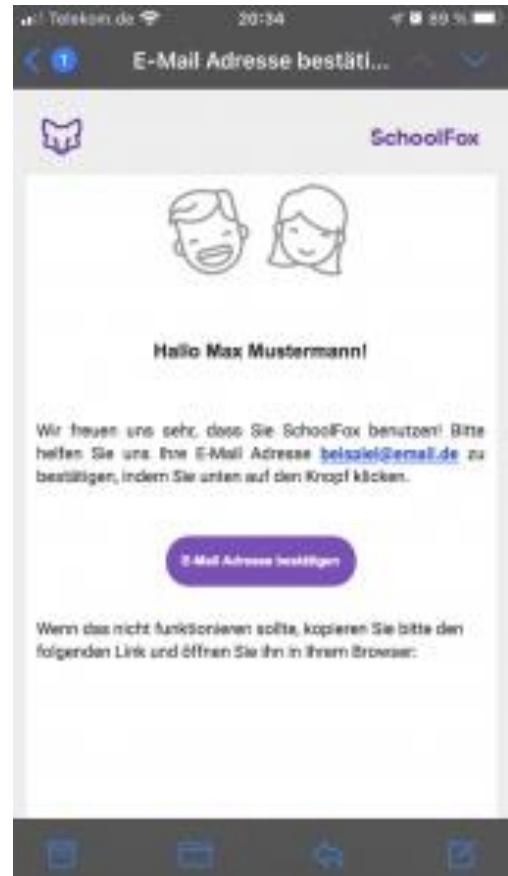 Telekom.de 20:34 89 %
1 E-Mail Adresse bestäti...
SchoolFox
Hallo Max Mustermann!
Wir freuen uns sehr, dass Sie SchoolFox benutzen! Bitte
helfen Sie uns Ihre E-Mail Adresse beispiel@email.de zu
bestätigen, indem Sie unten auf den Knopf klicken.
E-Mail Adresse bestätigen
Wenn das nicht funktionieren sollte, kopieren Sie bitte den
folgenden Link und öffnen Sie ihn in Ihrem Browser: